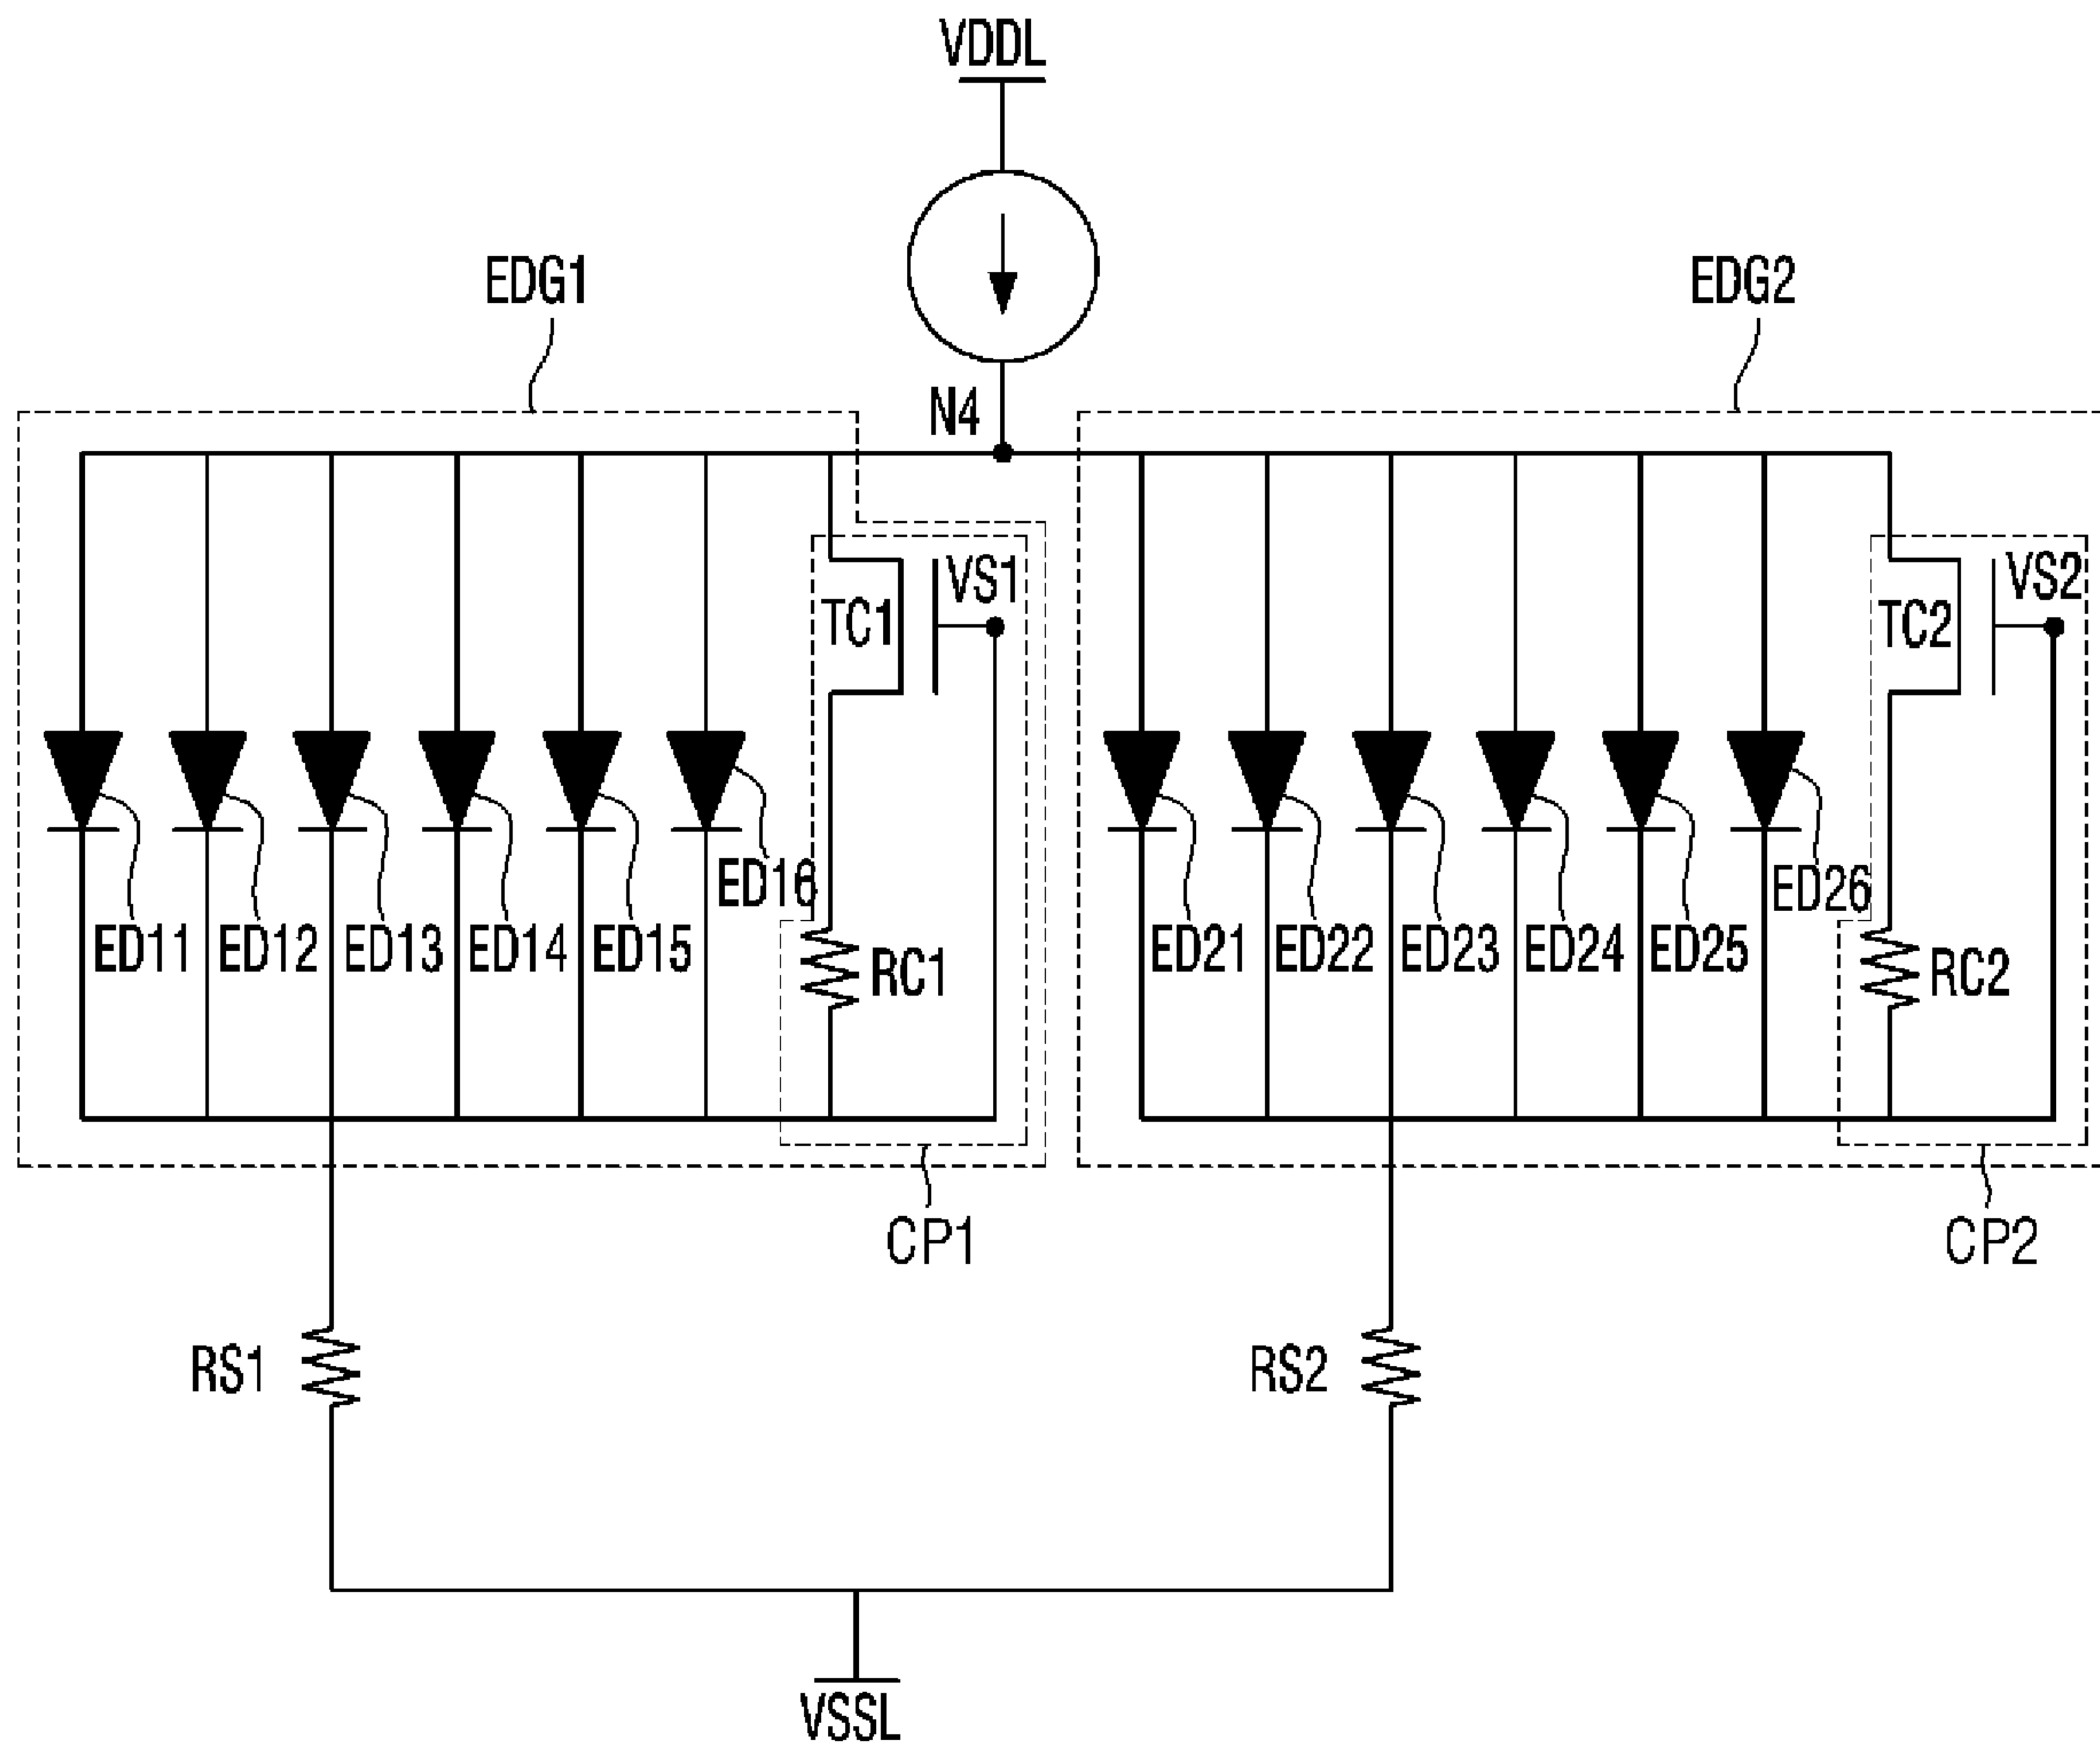 VDDL
EDG1
EDG2
N4
VS1
VS2
TC1
TC2
ED16
ED26
ED11
ED12
ED13
ED14
ED15
RC1
ED21
ED22
ED23
ED24
ED25
RC2
CP1
CP2
RS1
RS2
VSSL